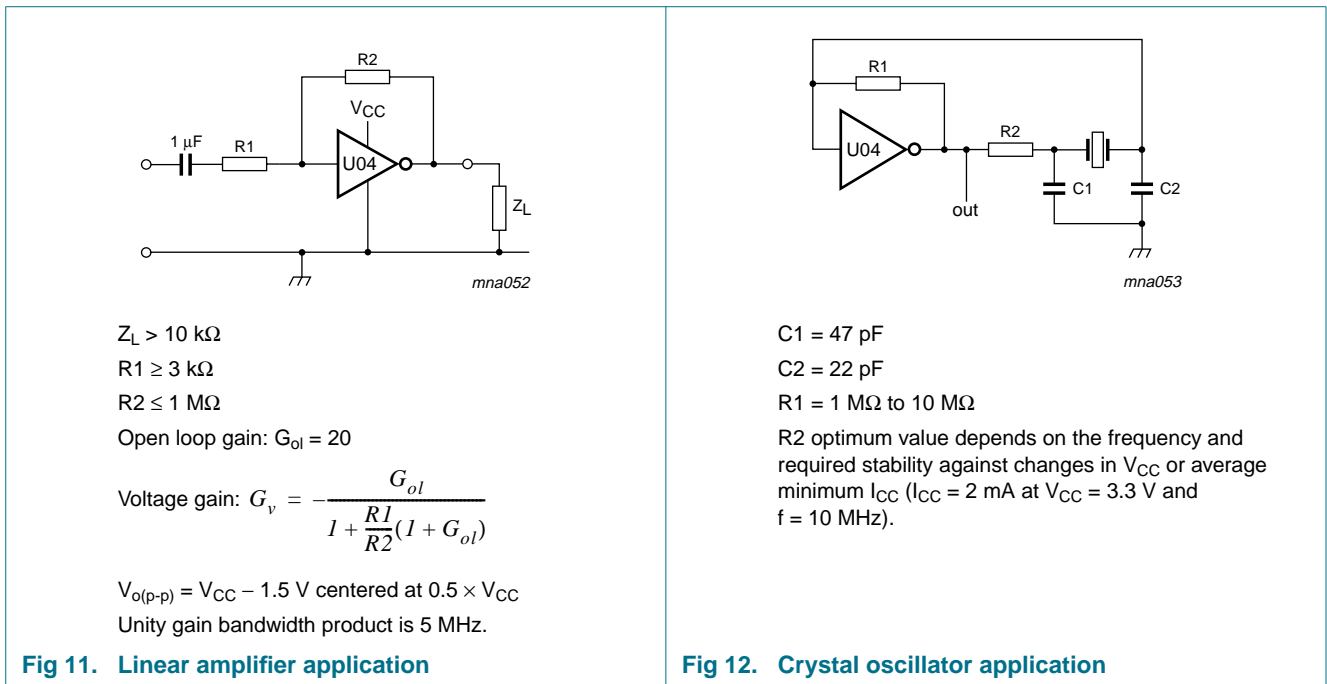 R2
VCC
1 μF
R1
U04
ZL
mna052
ZL > 10 kΩ
R1 ≥ 3 kΩ
R2 ≤ 1 MΩ
Open loop gain: Gol = 20
Voltage gain: Gv = − Gol / (1 + R1/R2 (1 + Gol))
Vo(p-p) = VCC − 1.5 V centered at 0.5 × VCC
Unity gain bandwidth product is 5 MHz.
Fig 11. Linear amplifier application
R1
R2
U04
C1
C2
out
mna053
C1 = 47 pF
C2 = 22 pF
R1 = 1 MΩ to 10 MΩ
R2 optimum value depends on the frequency and
required stability against changes in VCC or average
minimum ICC (ICC = 2 mA at VCC = 3.3 V and
f = 10 MHz).
Fig 12. Crystal oscillator application